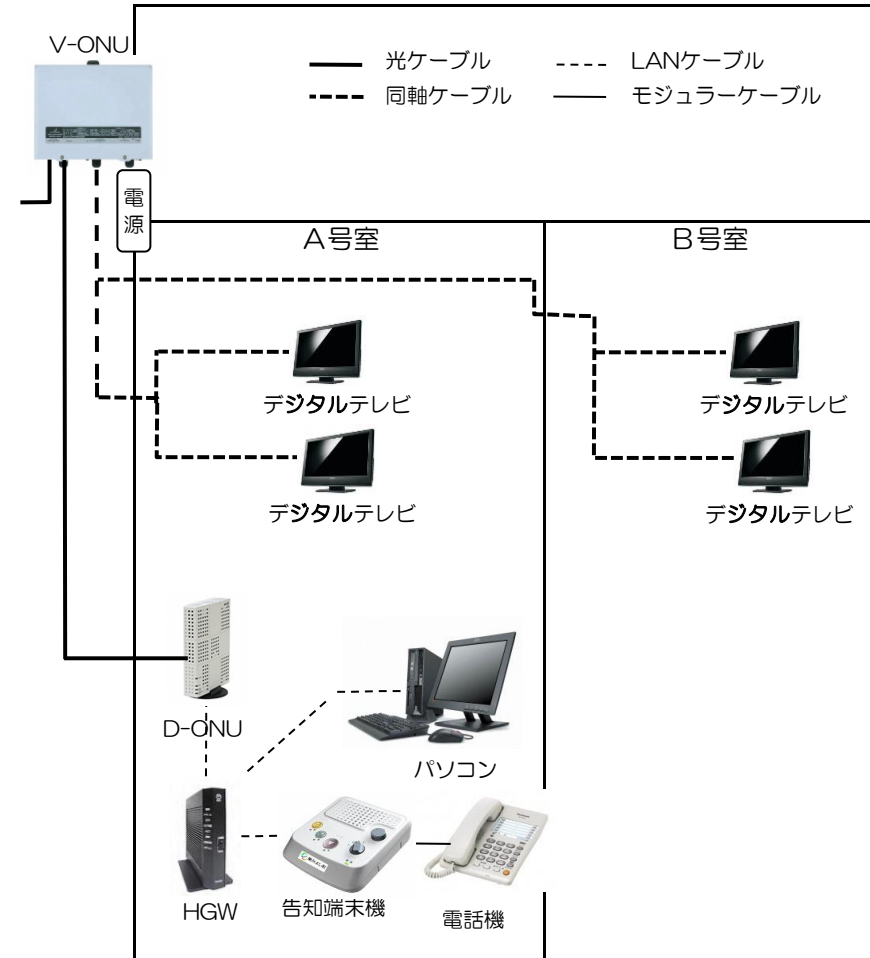 V-ONU
光ケーブル
LANケーブル
同軸ケーブル
モジュラーケーブル
電源
A号室
B号室
デジタルテレビ
デジタルテレビ
デジタルテレビ
デジタルテレビ
D-ONU
パソコン
HGW
告知端末機
電話機